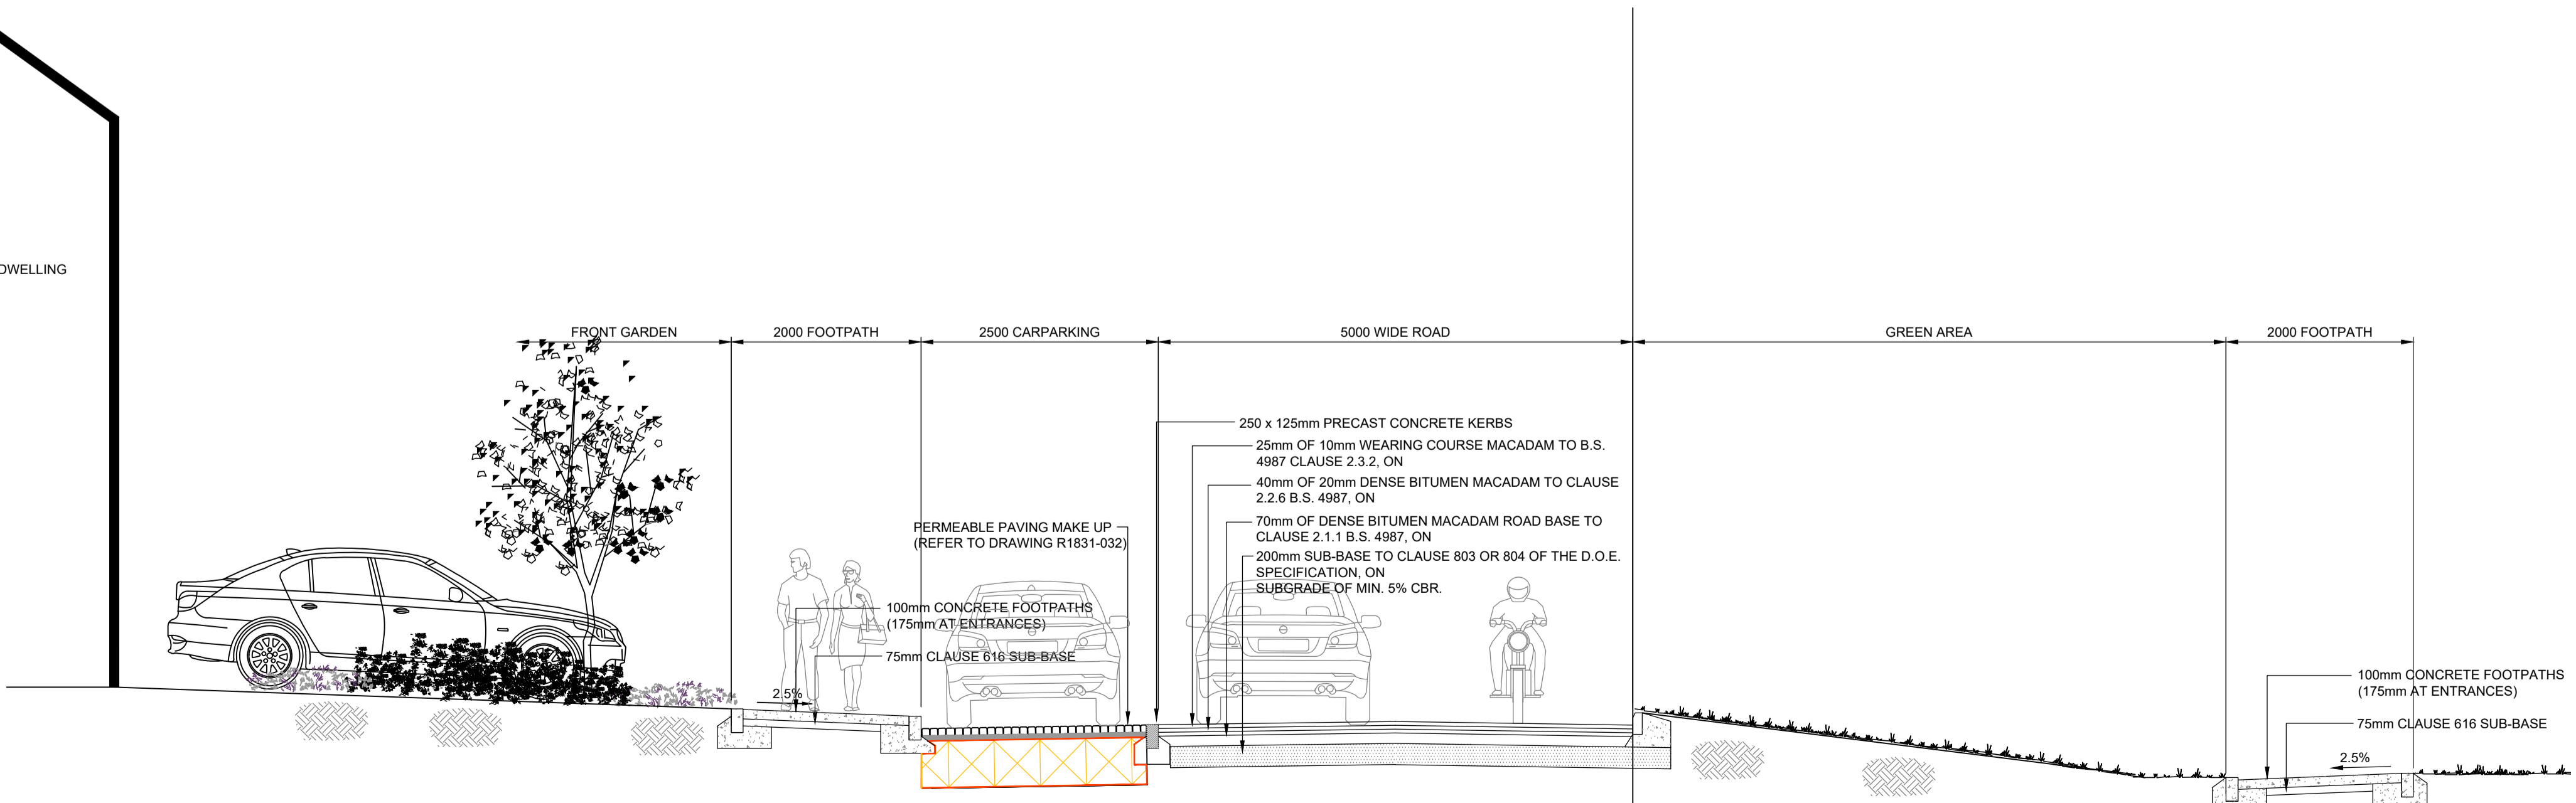 DWELLING
FRONT GARDEN
2000 FOOTPATH
2500 CARPARKING
5000 WIDE ROAD
GREEN AREA
2000 FOOTPATH
250 x 125mm PRECAST CONCRETE KERBS
25mm OF 10mm WEARING COURSE MACADAM TO B.S.
4987 CLAUSE 2.3.2, ON
40mm OF 20mm DENSE BITUMEN MACADAM TO CLAUSE
2.2.6 B.S. 4987, ON
70mm OF DENSE BITUMEN MACADAM ROAD BASE TO
CLAUSE 2.1.1 B.S. 4987, ON
200mm SUB-BASE TO CLAUSE 803 OR 804 OF THE D.O.E.
SPECIFICATION, ON
SUBGRADE OF MIN. 5% CBR.
PERMEABLE PAVING MAKE UP
(REFER TO DRAWING R1831-032)
100mm CONCRETE FOOTPATHS
(175mm AT ENTRANCES)
75mm CLAUSE 616 SUB-BASE
2.5%
100mm CONCRETE FOOTPATHS
(175mm AT ENTRANCES)
75mm CLAUSE 616 SUB-BASE
2.5%